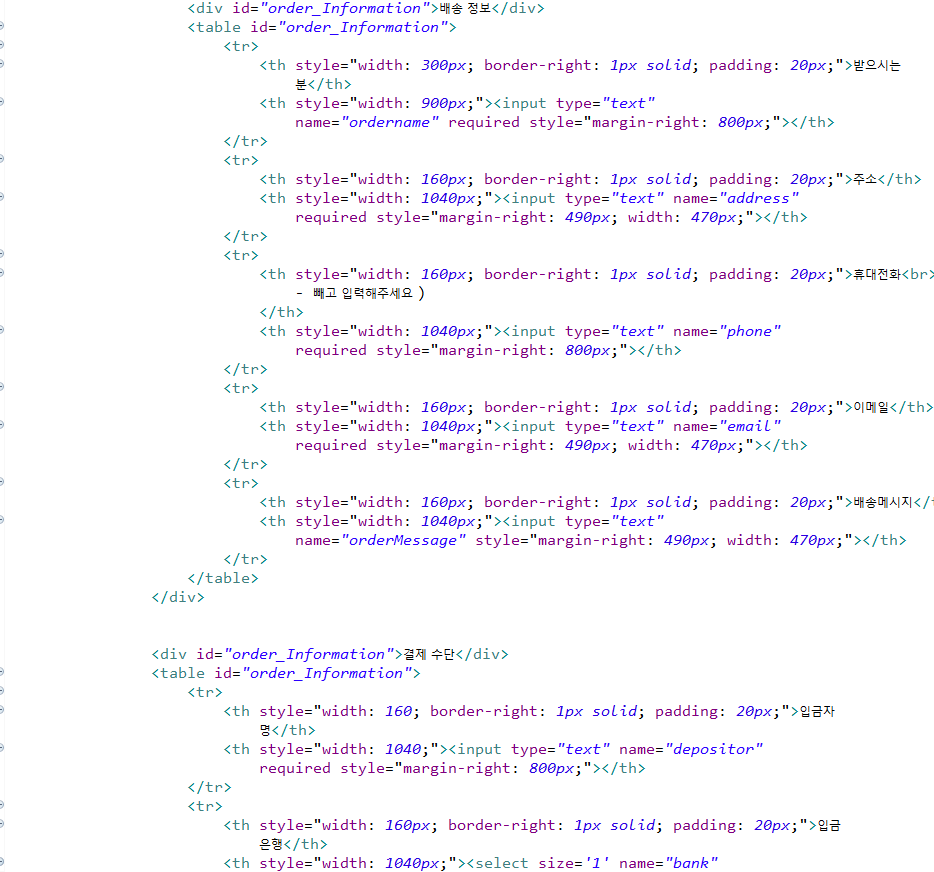 <div id="order_Information">배송 정보</div>
<table id="order_Information">
<tr>
<th style="width: 300px; border-right: 1px solid; padding: 20px;">받으시는
분</th>
<th style="width: 900px;"><input type="text"
name="ordername" required style="margin-right: 800px;"></th>
</tr>
<tr>
<th style="width: 160px; border-right: 1px solid; padding: 20px;">주소</th>
<th style="width: 1040px;"><input type="text" name="address"
required style="margin-right: 490px; width: 470px;"></th>
</tr>
<tr>
<th style="width: 160px; border-right: 1px solid; padding: 20px;">휴대전화<br>
- 빼고 입력해주세요 )
</th>
<th style="width: 1040px;"><input type="text" name="phone"
required style="margin-right: 800px;"></th>
</tr>
<tr>
<th style="width: 160px; border-right: 1px solid; padding: 20px;">이메일</th>
<th style="width: 1040px;"><input type="text" name="email"
required style="margin-right: 490px; width: 470px;"></th>
</tr>
<tr>
<th style="width: 160px; border-right: 1px solid; padding: 20px;">배송메시지</t
<th style="width: 1040px;"><input type="text"
name="orderMessage" style="margin-right: 490px; width: 470px;"></th>
</tr>
</table>
</div>
<div id="order_Information">결제 수단</div>
<table id="order_Information">
<tr>
<th style="width: 160; border-right: 1px solid; padding: 20px;">입금자
명</th>
<th style="width: 1040;"><input type="text" name="depositor"
required style="margin-right: 800px;"></th>
</tr>
<tr>
<th style="width: 160px; border-right: 1px solid; padding: 20px;">입금
은행</th>
<th style="width: 1040px;"><select size='1' name="bank"